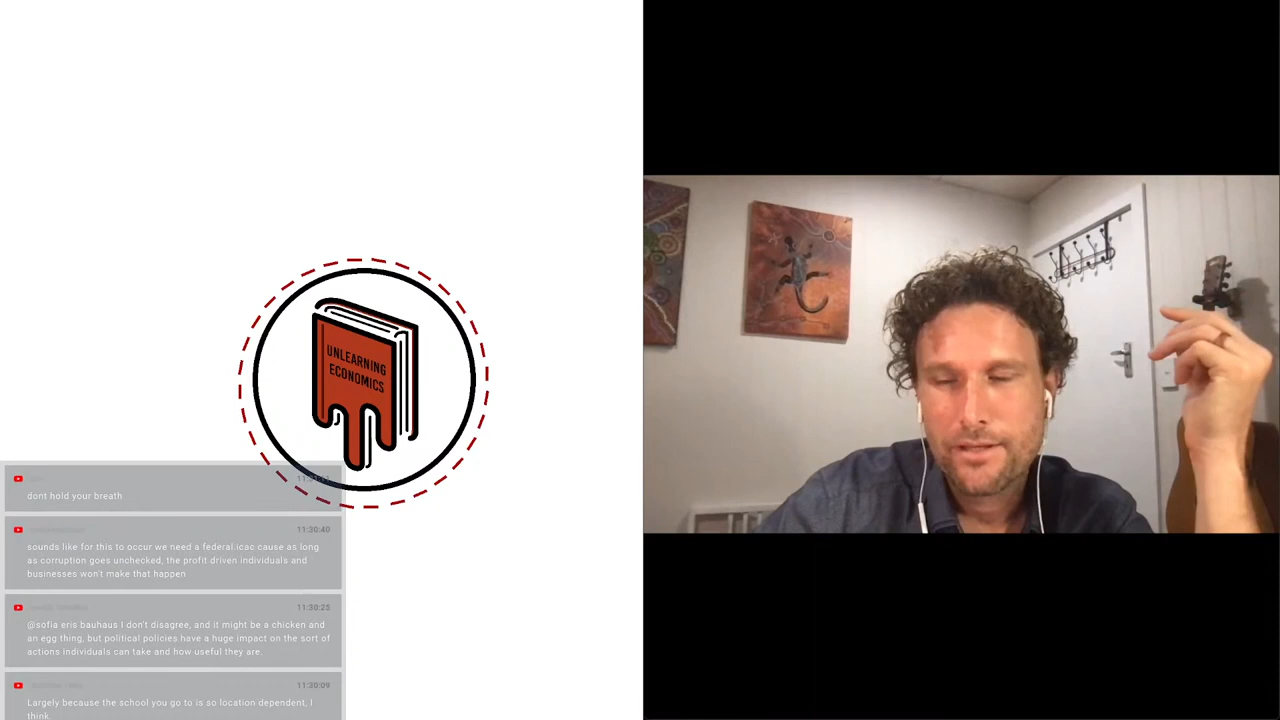 UNLEARNING
ECONOMICS
dont hold your breath
11:30:40
sounds like for this to occur we need a federal icac cause as long
as corruption goes unchecked, the profit driven individuals and
businesses won't make that happen
11:30:25
@sofia eris bauhaus I don't disagree, and it might be a chicken and
an egg thing, but political policies have a huge impact on the sort of
actions individuals can take and how useful they are.
11:30:09
Largely because the school you go to is so location dependent, I
think.